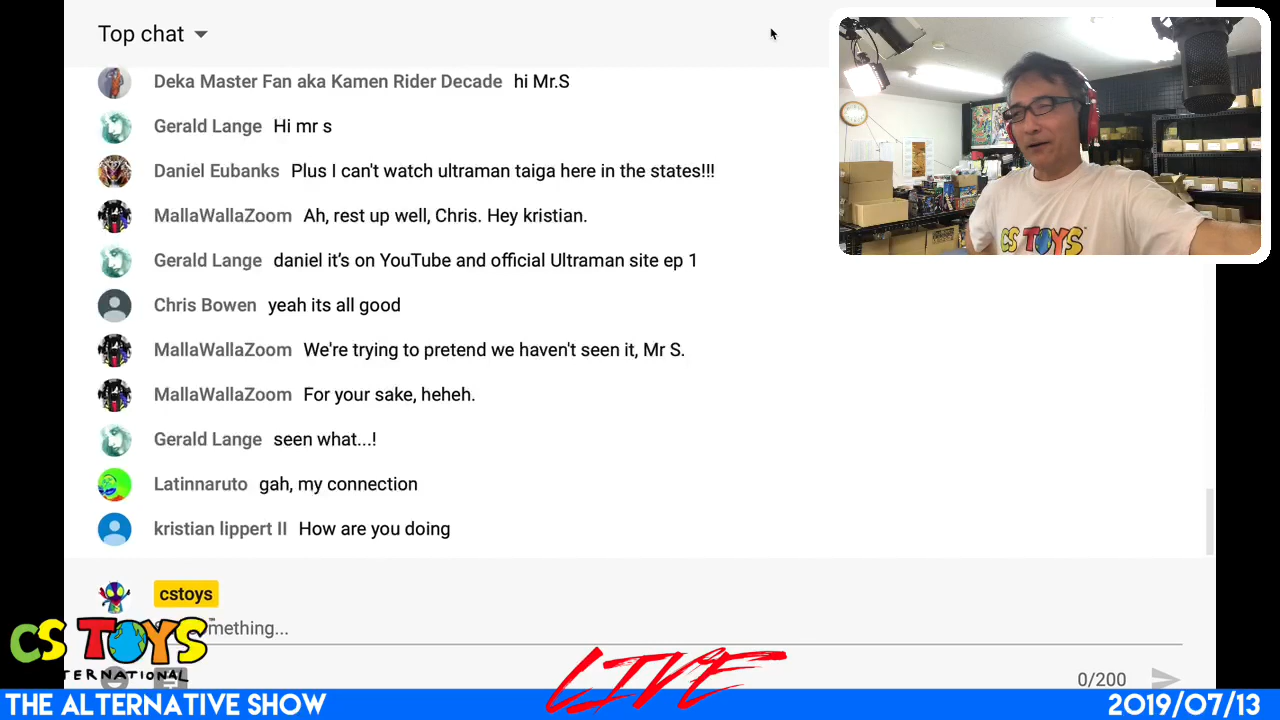 Top chat
Deka Master Fan aka Kamen Rider Decade hi Mr.S
Gerald Lange Hi mr s
Daniel Eubanks Plus I can't watch ultraman taiga here in the states!!!
MallaWallaZoom Ah, rest up well, Chris. Hey kristian.
Gerald Lange daniel it’s on YouTube and official Ultraman site ep 1
Chris Bowen yeah its all good
MallaWallaZoom We're trying to pretend we haven't seen it, Mr S.
MallaWallaZoom For your sake, heheh.
Gerald Lange seen what...!
Latinnaruto gah, my connection
kristian lippert II How are you doing
cstoys
CS TOYS
LIVE
0/200
THE ALTERNATIVE SHOW
2019/07/13
CS TOYS